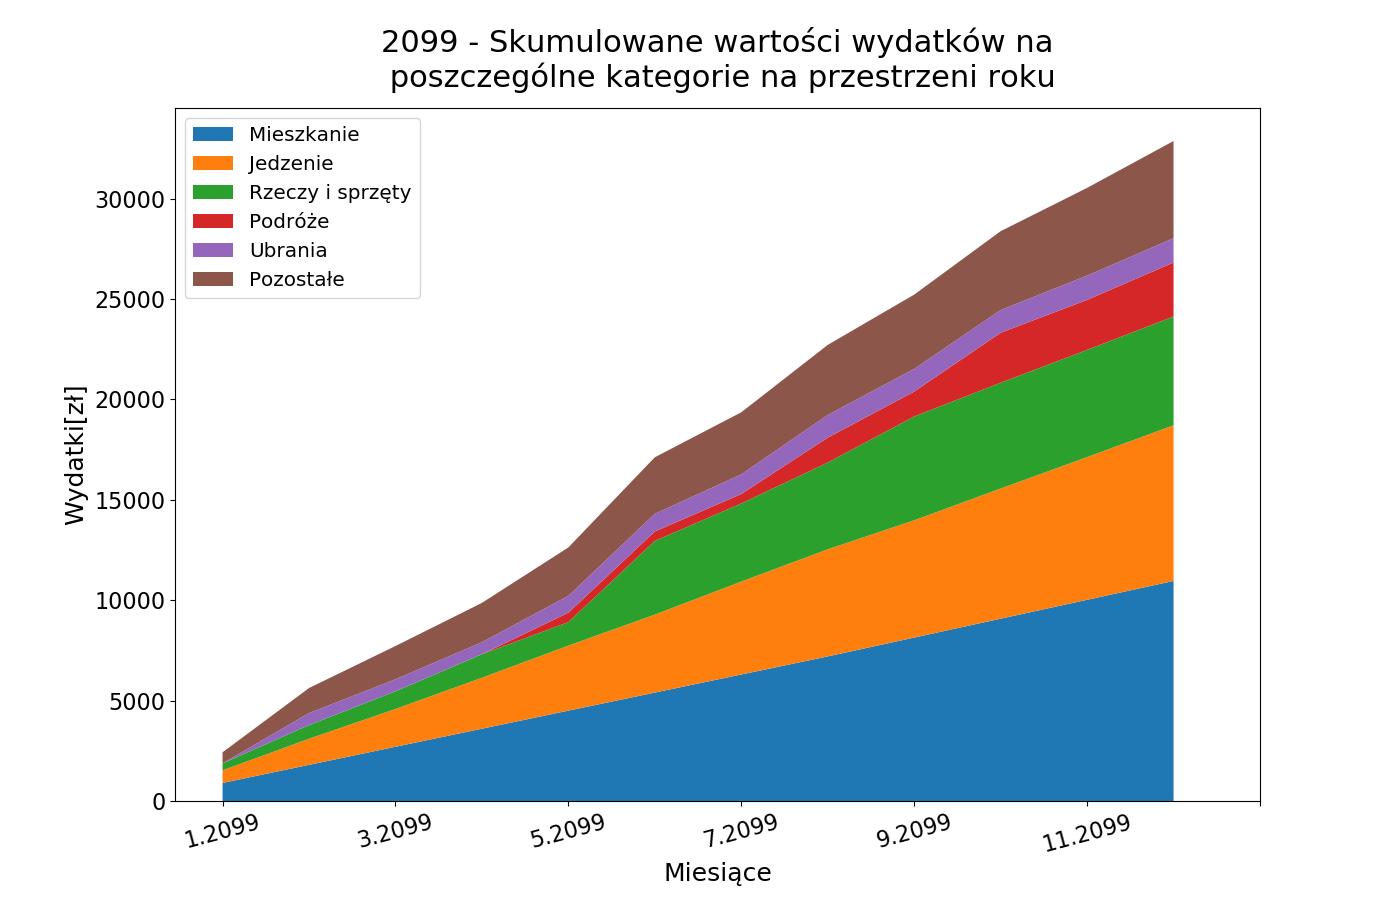 2099 - Skumulowane wartości wydatków na
poszczególne kategorie na przestrzeni roku
Mieszkanie
Jedzenie
Rzeczy i sprzęty
Podróże
Ubrania
Pozostałe
Wydatki[zł]
30000
25000
20000
15000
10000
5000
0
1.2099
3.2099
5.2099
7.2099
9.2099
11.2099
Miesiące